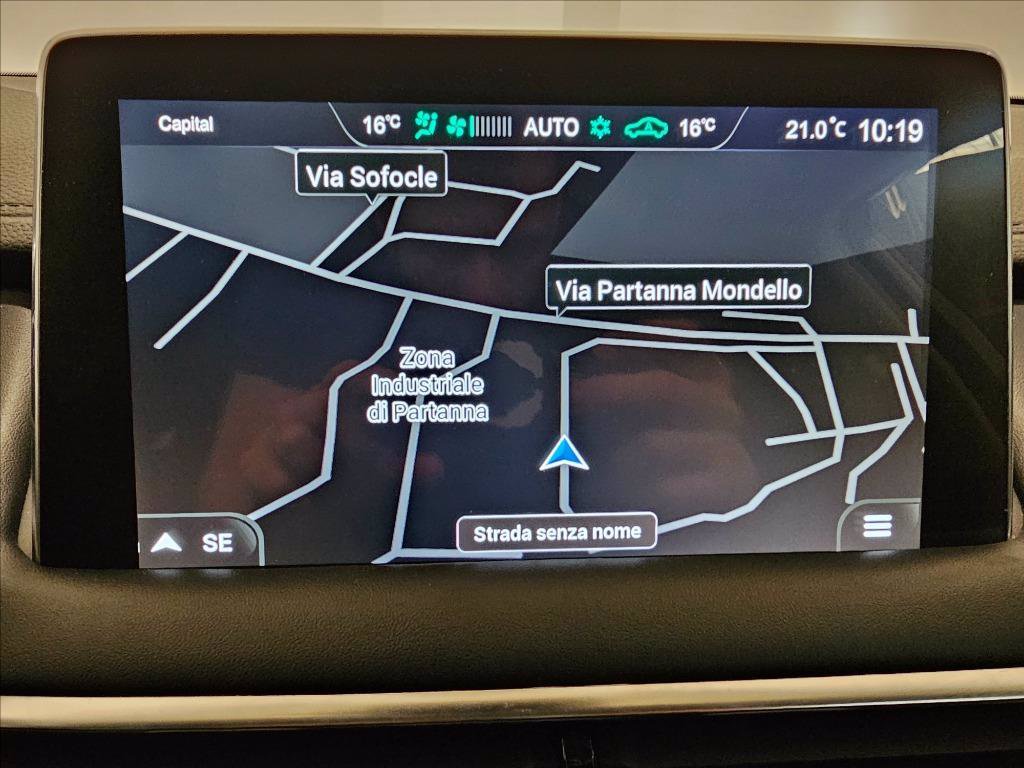 Capital
16°C AUTO 16°C
21.0°C 10:19
Via Sofocle
Via Partanna Mondello
Zona
Industriale
di Partanna
Strada senza nome
SE